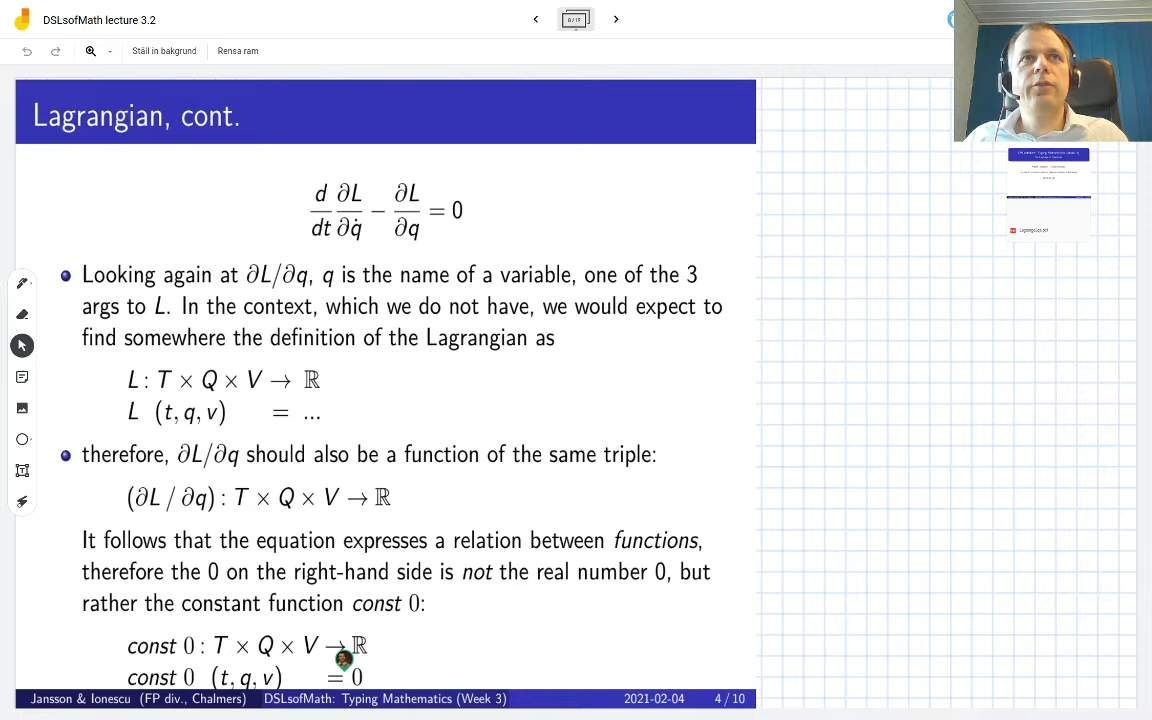 DSLsofMath lecture 3.2
8 / 19
Ställ in bakgrund
Rensa ram
Lagrangian, cont.
d/dt ∂L/∂q̇ − ∂L/∂q = 0
Looking again at ∂L/∂q, q is the name of a variable, one of the 3
args to L. In the context, which we do not have, we would expect to
find somewhere the definition of the Lagrangian as
L : T × Q × V → ℝ
L (t, q, v) = ...
therefore, ∂L/∂q should also be a function of the same triple:
(∂L / ∂q) : T × Q × V → ℝ
It follows that the equation expresses a relation between functions,
therefore the 0 on the right-hand side is not the real number 0, but
rather the constant function const 0:
const 0 : T × Q × V → ℝ
const 0 (t, q, v) = 0
Jansson & Ionescu (FP div., Chalmers) DSLsofMath: Typing Mathematics (Week 3) 2021-02-04 4 / 10